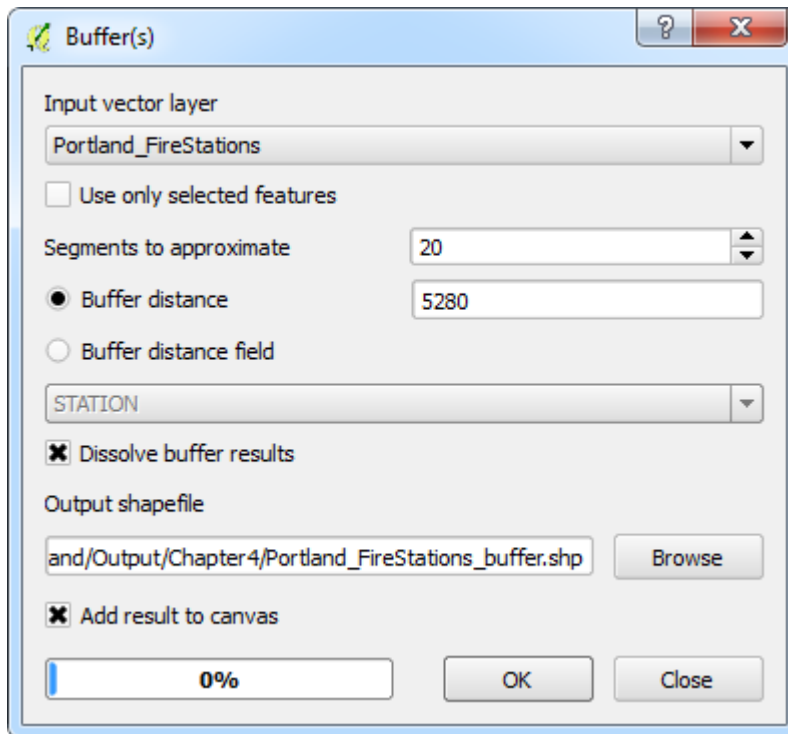 Buffer(s)
Input vector layer
Portland_FireStations
Use only selected features
Segments to approximate 20
Buffer distance 5280
Buffer distance field
STATION
Dissolve buffer results
Output shapefile
and/Output/Chapter4/Portland_FireStations_buffer.shp Browse
Add result to canvas
0% OK Close